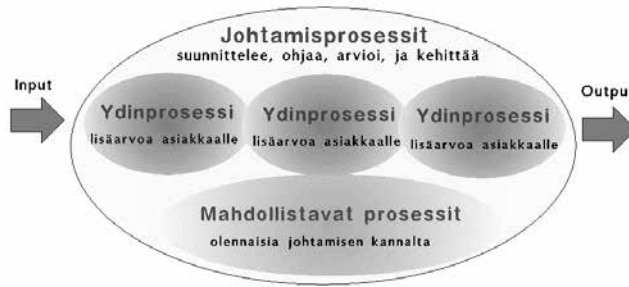 Johtamisprosessit
suunnittelee, ohjaa, arvioi, ja kehittää
Input
Output
Ydinprosessi
lisäarvoa asiakkaalle
Ydinprosessi
lisäarvoa asiakkaalle
Ydinprosessi
lisäarvoa asiakkaalle
Mahdollistavat prosessit
olennaisia johtamisen kannalta